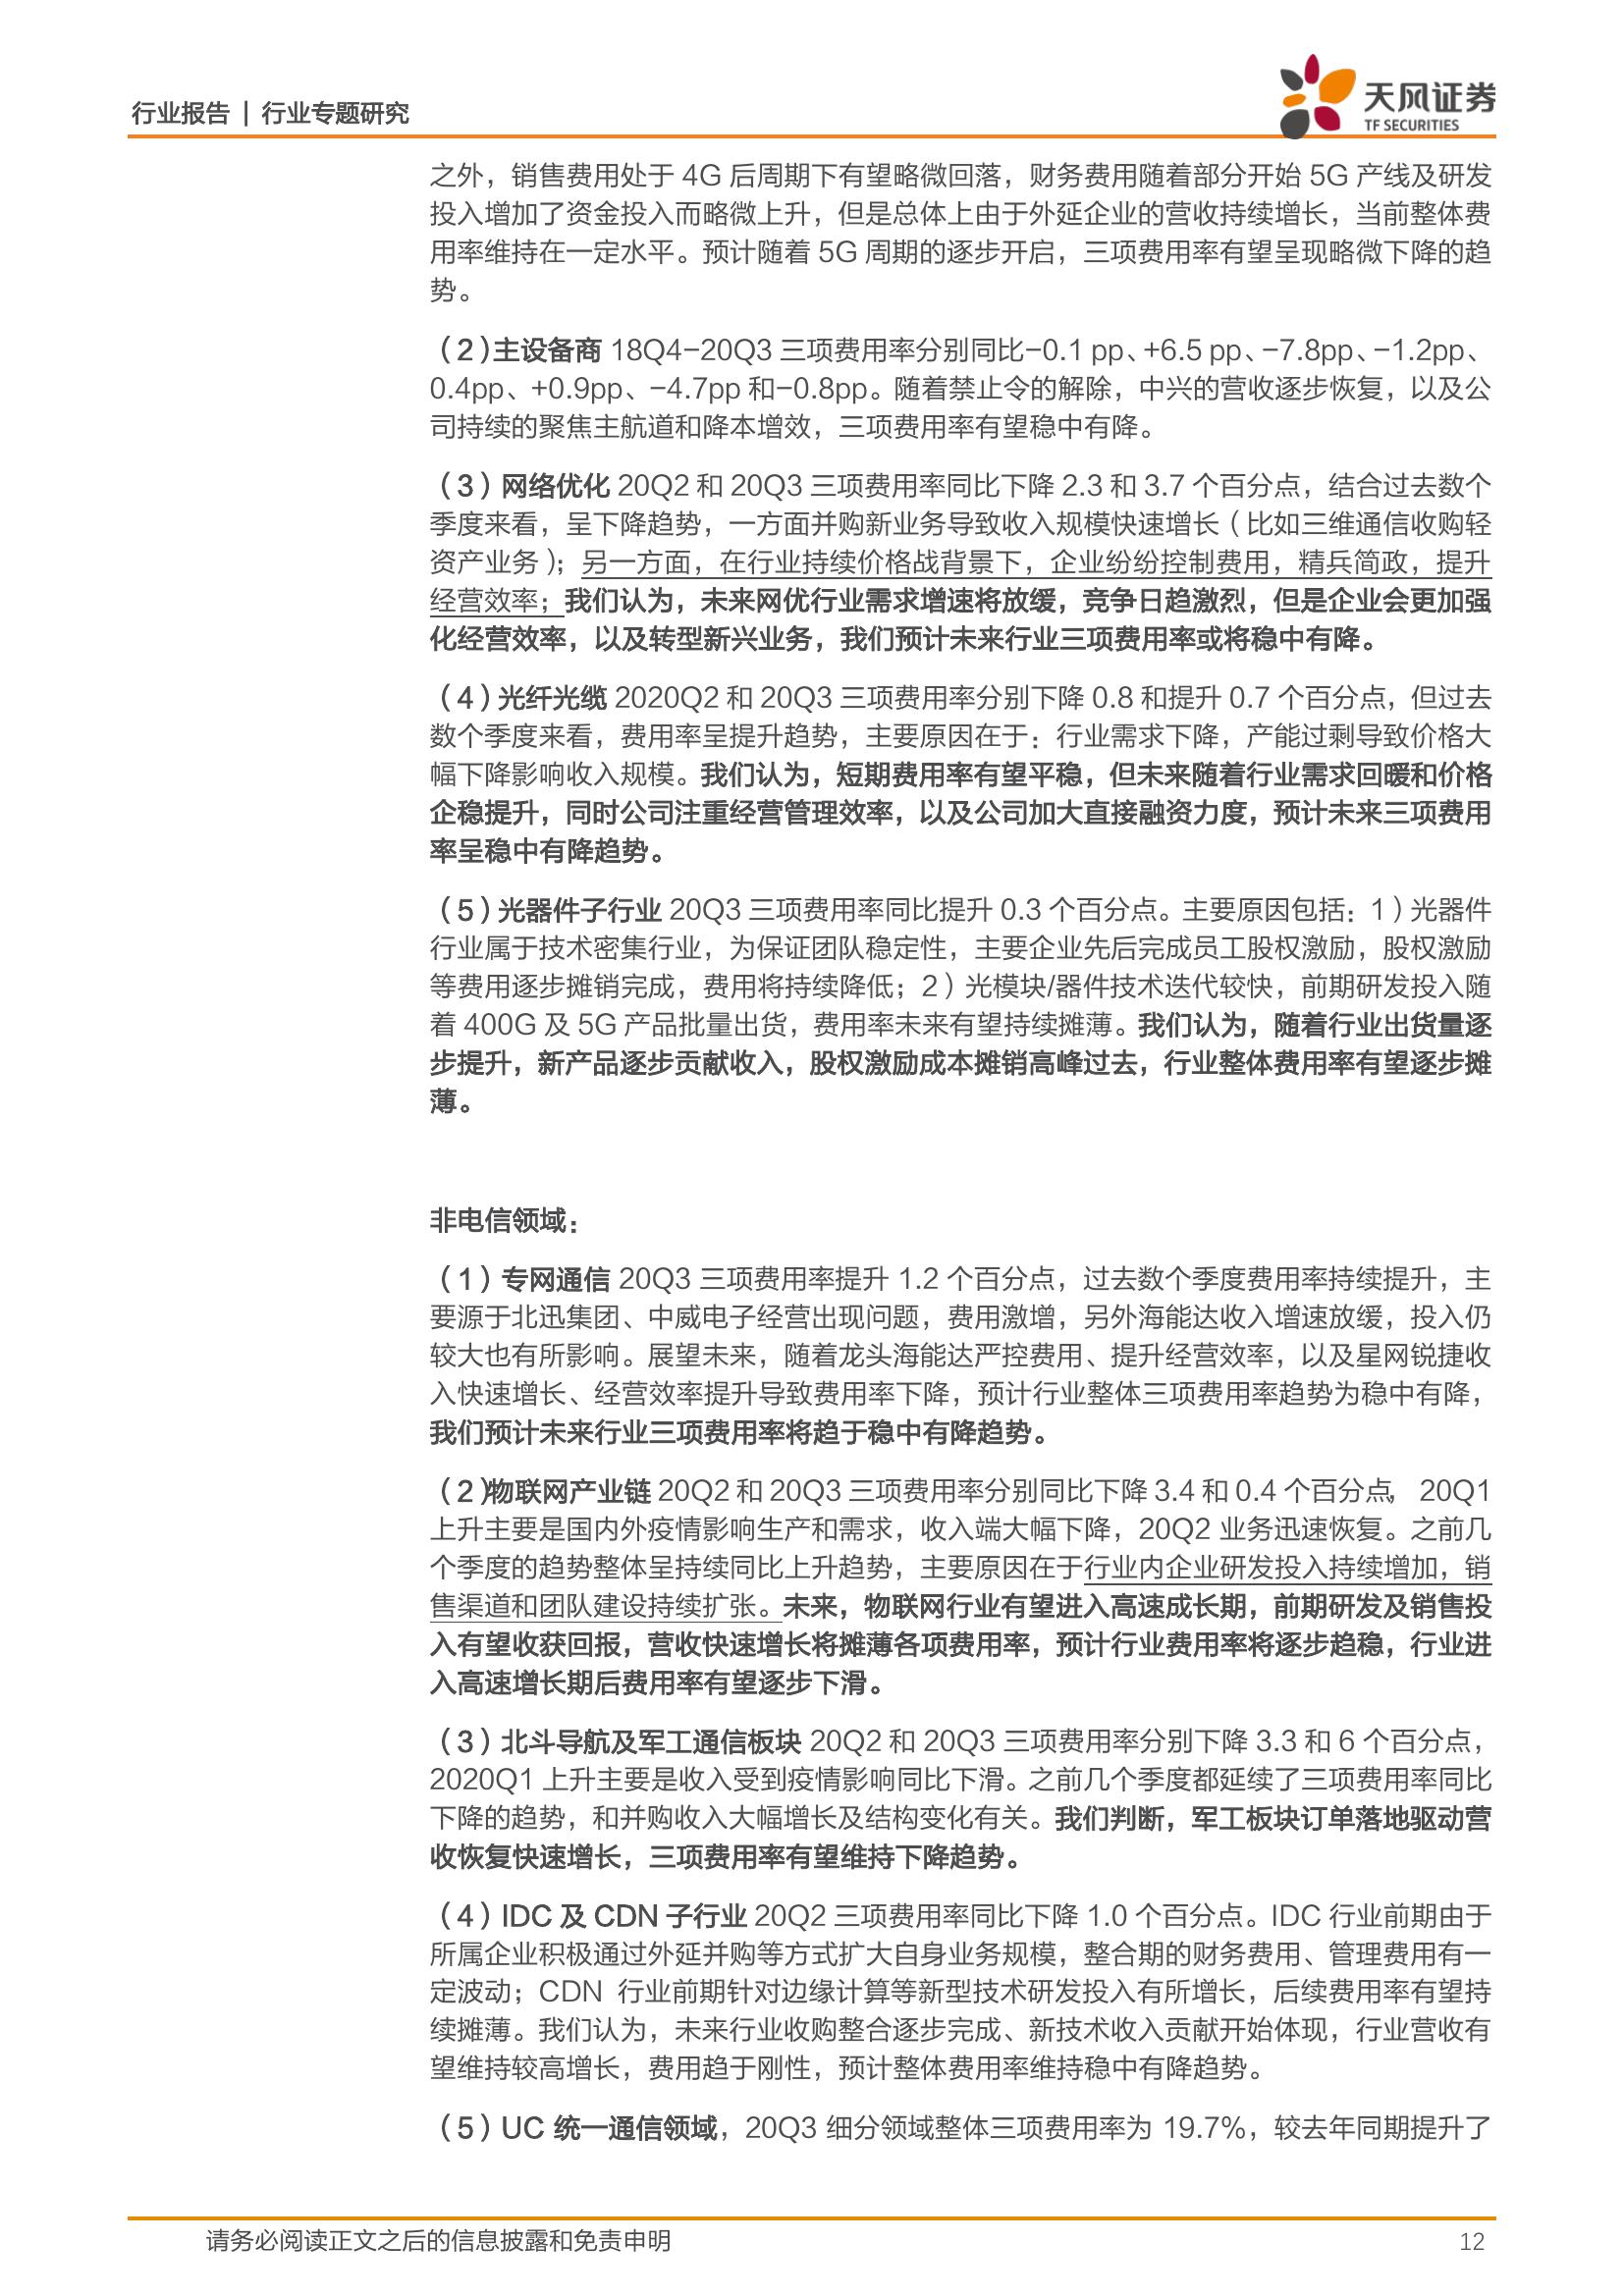 行业报告 | 行业专题研究
天风证券
TF SECURITIES
之外，销售费用处于 4G 后周期下有望略微回落，财务费用随着部分开始 5G 产线及研发
投入增加了资金投入而略微上升，但是总体上由于外延企业的营收持续增长，当前整体费
用率维持在一定水平。预计随着 5G 周期的逐步开启，三项费用率有望呈现略微下降的趋
势。
（2）主设备商 18Q4-20Q3 三项费用率分别同比-0.1 pp、+6.5 pp、-7.8pp、-1.2pp、
0.4pp、+0.9pp、-4.7pp 和-0.8pp。随着禁止令的解除，中兴的营收逐步恢复，以及公
司持续的聚焦主航道和降本增效，三项费用率有望稳中有降。
（3）网络优化 20Q2 和 20Q3 三项费用率同比下降 2.3 和 3.7 个百分点，结合过去数个
季度来看，呈下降趋势，一方面并购新业务导致收入规模快速增长（比如三维通信收购轻
资产业务）；另一方面，在行业持续价格战背景下，企业纷纷控制费用，精兵简政，提升
经营效率；我们认为，未来网优行业需求增速将放缓，竞争日趋激烈，但是企业会更加强
化经营效率，以及转型新兴业务，我们预计未来行业三项费用率或将稳中有降。
（4）光纤光缆 2020Q2 和 20Q3 三项费用率分别下降 0.8 和提升 0.7 个百分点，但过去
数个季度来看，费用率呈提升趋势，主要原因在于：行业需求下降，产能过剩导致价格大
幅下降影响收入规模。我们认为，短期费用率有望平稳，但未来随着行业需求回暖和价格
企稳提升，同时公司注重经营管理效率，以及公司加大直接融资力度，预计未来三项费用
率呈稳中有降趋势。
（5）光器件子行业 20Q3 三项费用率同比提升 0.3 个百分点。主要原因包括：1）光器件
行业属于技术密集行业，为保证团队稳定性，主要企业先后完成员工股权激励，股权激励
等费用逐步摊销完成，费用将持续降低；2）光模块/器件技术迭代较快，前期研发投入随
着 400G 及 5G 产品批量出货，费用率未来有望持续摊薄。我们认为，随着行业出货量逐
步提升，新产品逐步贡献收入，股权激励成本摊销高峰过去，行业整体费用率有望逐步摊
薄。
非电信领域：
（1）专网通信 20Q3 三项费用率提升 1.2 个百分点，过去数个季度费用率持续提升，主
要源于北迅集团、中威电子经营出现问题，费用激增，另外海能达收入增速放缓，投入仍
较大也有所影响。展望未来，随着龙头海能达严控费用、提升经营效率，以及星网锐捷收
入快速增长、经营效率提升导致费用率下降，预计行业整体三项费用率趋势为稳中有降，
我们预计未来行业三项费用率将趋于稳中有降趋势。
（2）物联网产业链 20Q2 和 20Q3 三项费用率分别同比下降 3.4 和 0.4 个百分点， 20Q1
上升主要是国内外疫情影响生产和需求，收入端大幅下降，20Q2 业务迅速恢复。之前几
个季度的趋势整体呈持续同比上升趋势，主要原因在于行业内企业研发投入持续增加，销
售渠道和团队建设持续扩张。未来，物联网行业有望进入高速成长期，前期研发及销售投
入有望收获回报，营收快速增长将摊薄各项费用率，预计行业费用率将逐步趋稳，行业进
入高速增长期后费用率有望逐步下滑。
（3）北斗导航及军工通信板块 20Q2 和 20Q3 三项费用率分别下降 3.3 和 6 个百分点，
2020Q1 上升主要是收入受到疫情影响同比下滑。之前几个季度都延续了三项费用率同比
下降的趋势，和并购收入大幅增长及结构变化有关。我们判断，军工板块订单落地驱动营
收恢复快速增长，三项费用率有望维持下降趋势。
（4）IDC 及 CDN 子行业 20Q2 三项费用率同比下降 1.0 个百分点。IDC 行业前期由于
所属企业积极通过外延并购等方式扩大自身业务规模，整合期的财务费用、管理费用有一
定波动；CDN 行业前期针对边缘计算等新型技术研发投入有所增长，后续费用率有望持
续摊薄。我们认为，未来行业收购整合逐步完成、新技术收入贡献开始体现，行业营收有
望维持较高增长，费用趋于刚性，预计整体费用率维持稳中有降趋势。
（5）UC 统一通信领域，20Q3 细分领域整体三项费用率为 19.7%，较去年同期提升了
请务必阅读正文之后的信息披露和免责申明
12